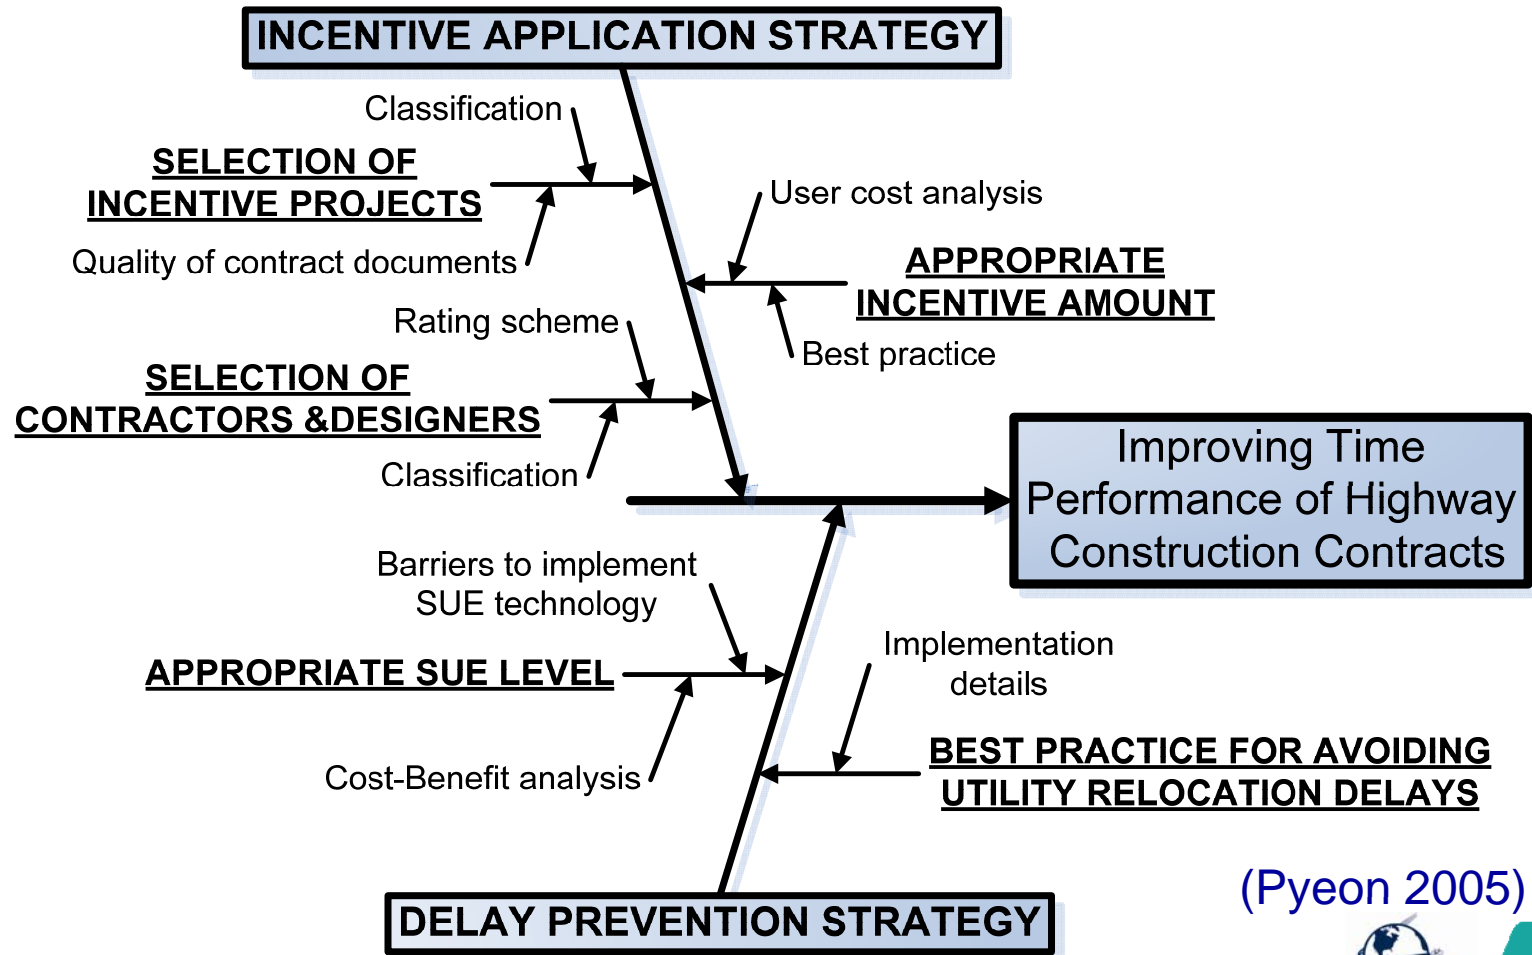 INCENTIVE APPLICATION STRATEGY
Classification
SELECTION OF
INCENTIVE PROJECTS
Quality of contract documents
User cost analysis
APPROPRIATE
INCENTIVE AMOUNT
Best practice
Rating scheme
SELECTION OF
CONTRACTORS &DESIGNERS
Classification
Improving Time
Performance of Highway
Construction Contracts
Barriers to implement
SUE technology
APPROPRIATE SUE LEVEL
Cost-Benefit analysis
Implementation
details
BEST PRACTICE FOR AVOIDING
UTILITY RELOCATION DELAYS
DELAY PREVENTION STRATEGY
(Pyeon 2005)